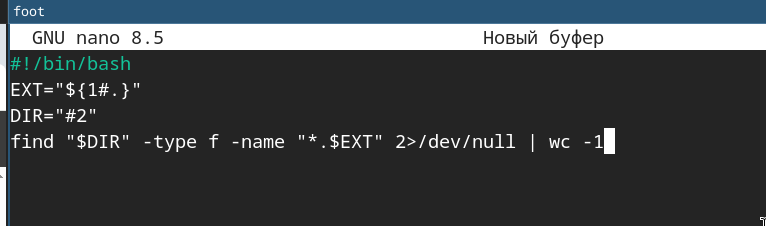 foot
GNU nano 8.5 Новый буфер
#!/bin/bash
EXT="${1#.}"
DIR="#2"
find "$DIR" -type f -name "*.$EXT" 2>/dev/null | wc -1